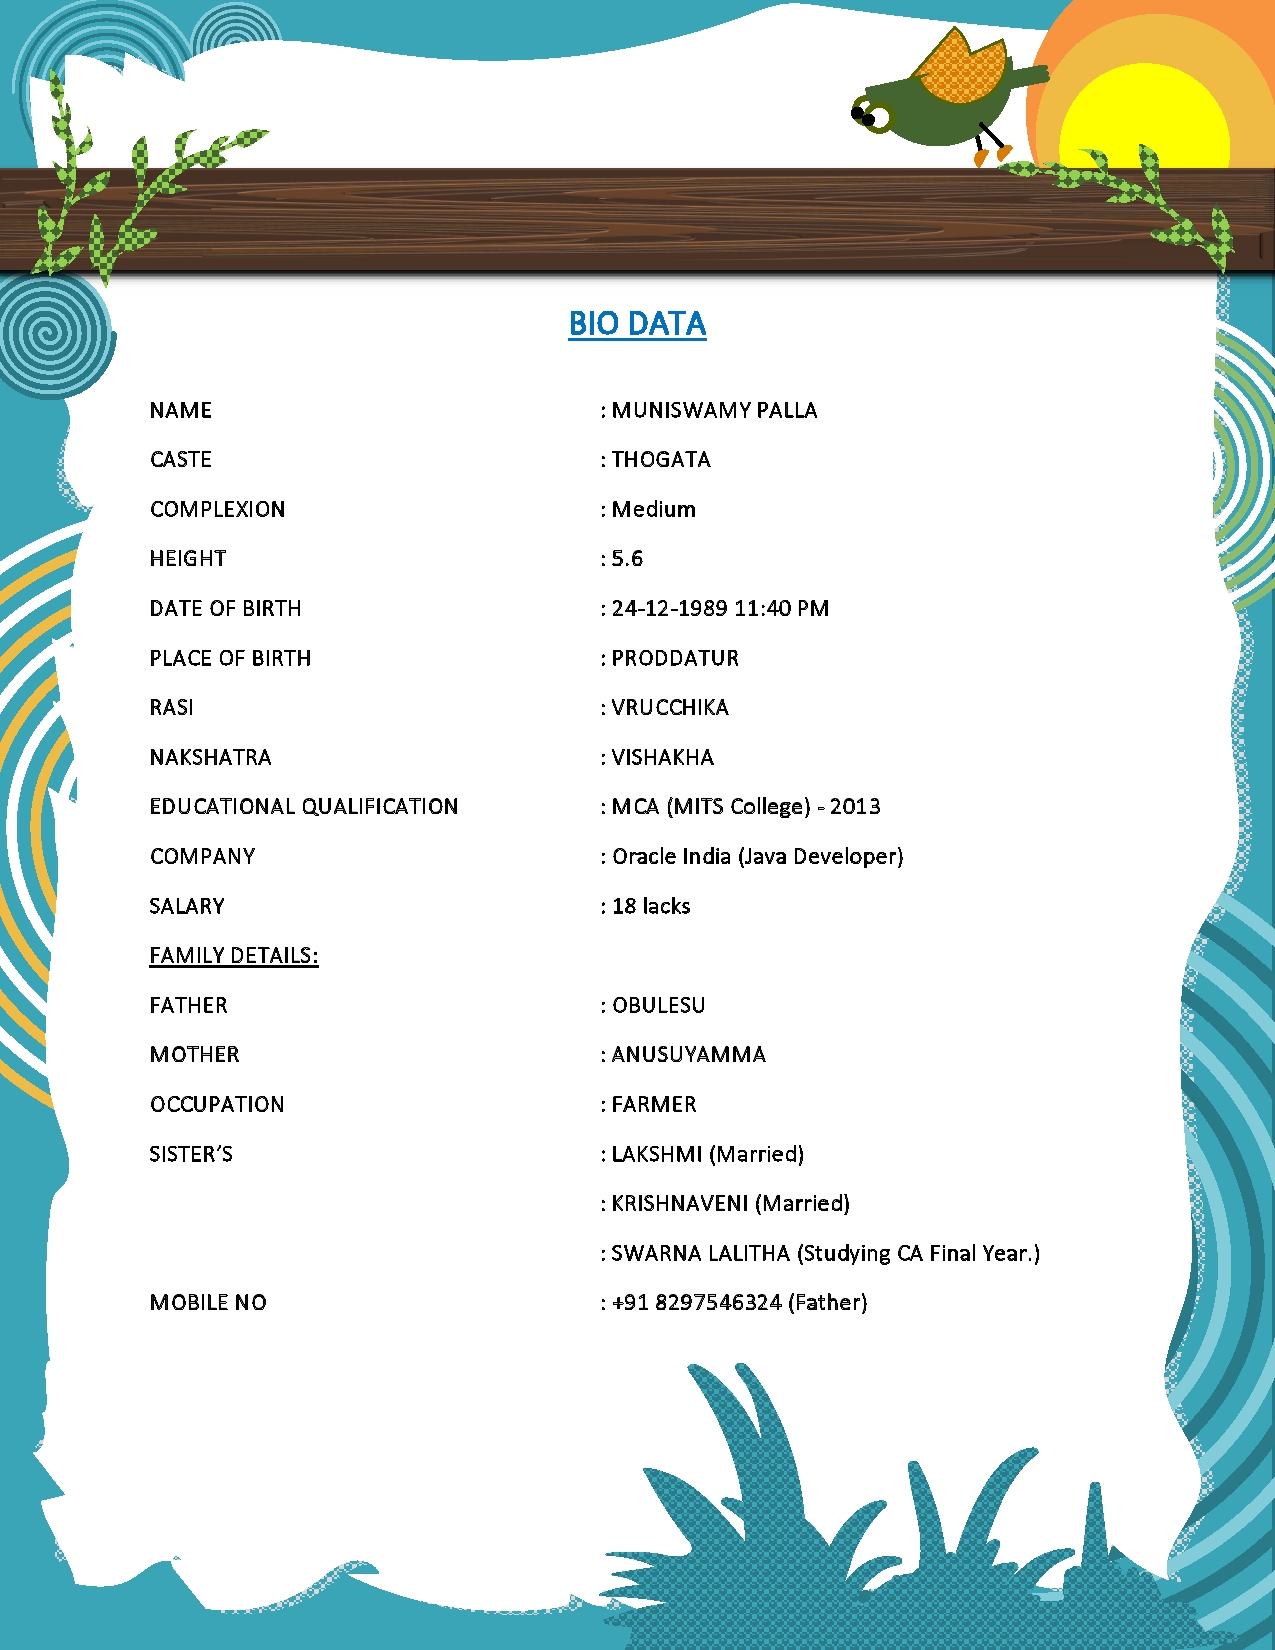 BIO DATA
NAME : MUNISWAMY PALLA
CASTE : THOGATA
COMPLEXION : Medium
HEIGHT : 5.6
DATE OF BIRTH : 24-12-1989 11:40 PM
PLACE OF BIRTH : PRODDATUR
RASI : VRUCCHIKA
NAKSHATRA : VISHAKHA
EDUCATIONAL QUALIFICATION : MCA (MITS College) - 2013
COMPANY : Oracle India (Java Developer)
SALARY : 18 lacks
FAMILY DETAILS:
FATHER : OBULESU
MOTHER : ANUSUYAMMA
OCCUPATION : FARMER
SISTER’S : LAKSHMI (Married)
: KRISHNAVENI (Married)
: SWARNA LALITHA (Studying CA Final Year.)
MOBILE NO : +91 8297546324 (Father)